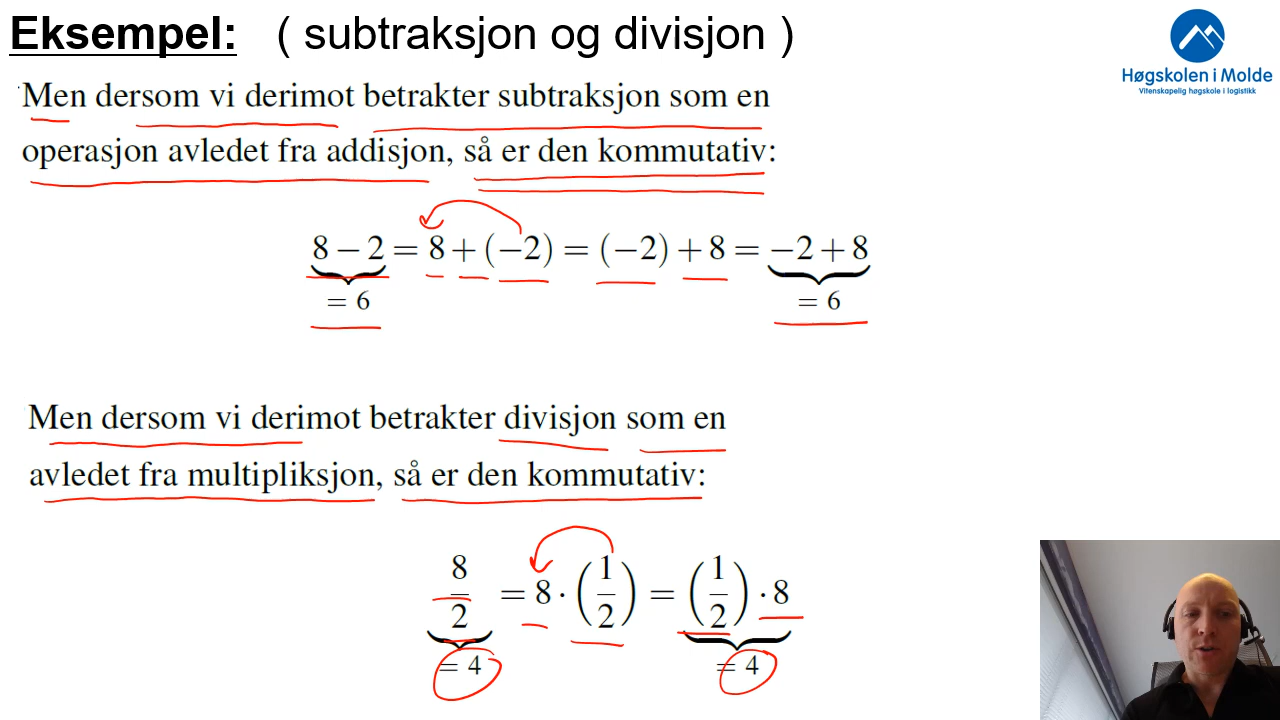 Eksempel: ( subtraksjon og divisjon )
Høgskolen i Molde
Vitenskapelig høgskole i logistikk
Men dersom vi derimot betrakter subtraksjon som en
operasjon avledet fra addisjon, så er den kommutativ:
8 − 2 = 8 + (−2) = (−2) + 8 = −2 + 8
= 6 = 6
Men dersom vi derimot betrakter divisjon som en
avledet fra multipliksjon, så er den kommutativ:
8/2 = 8 · (1/2) = (1/2) · 8
= 4 = 4